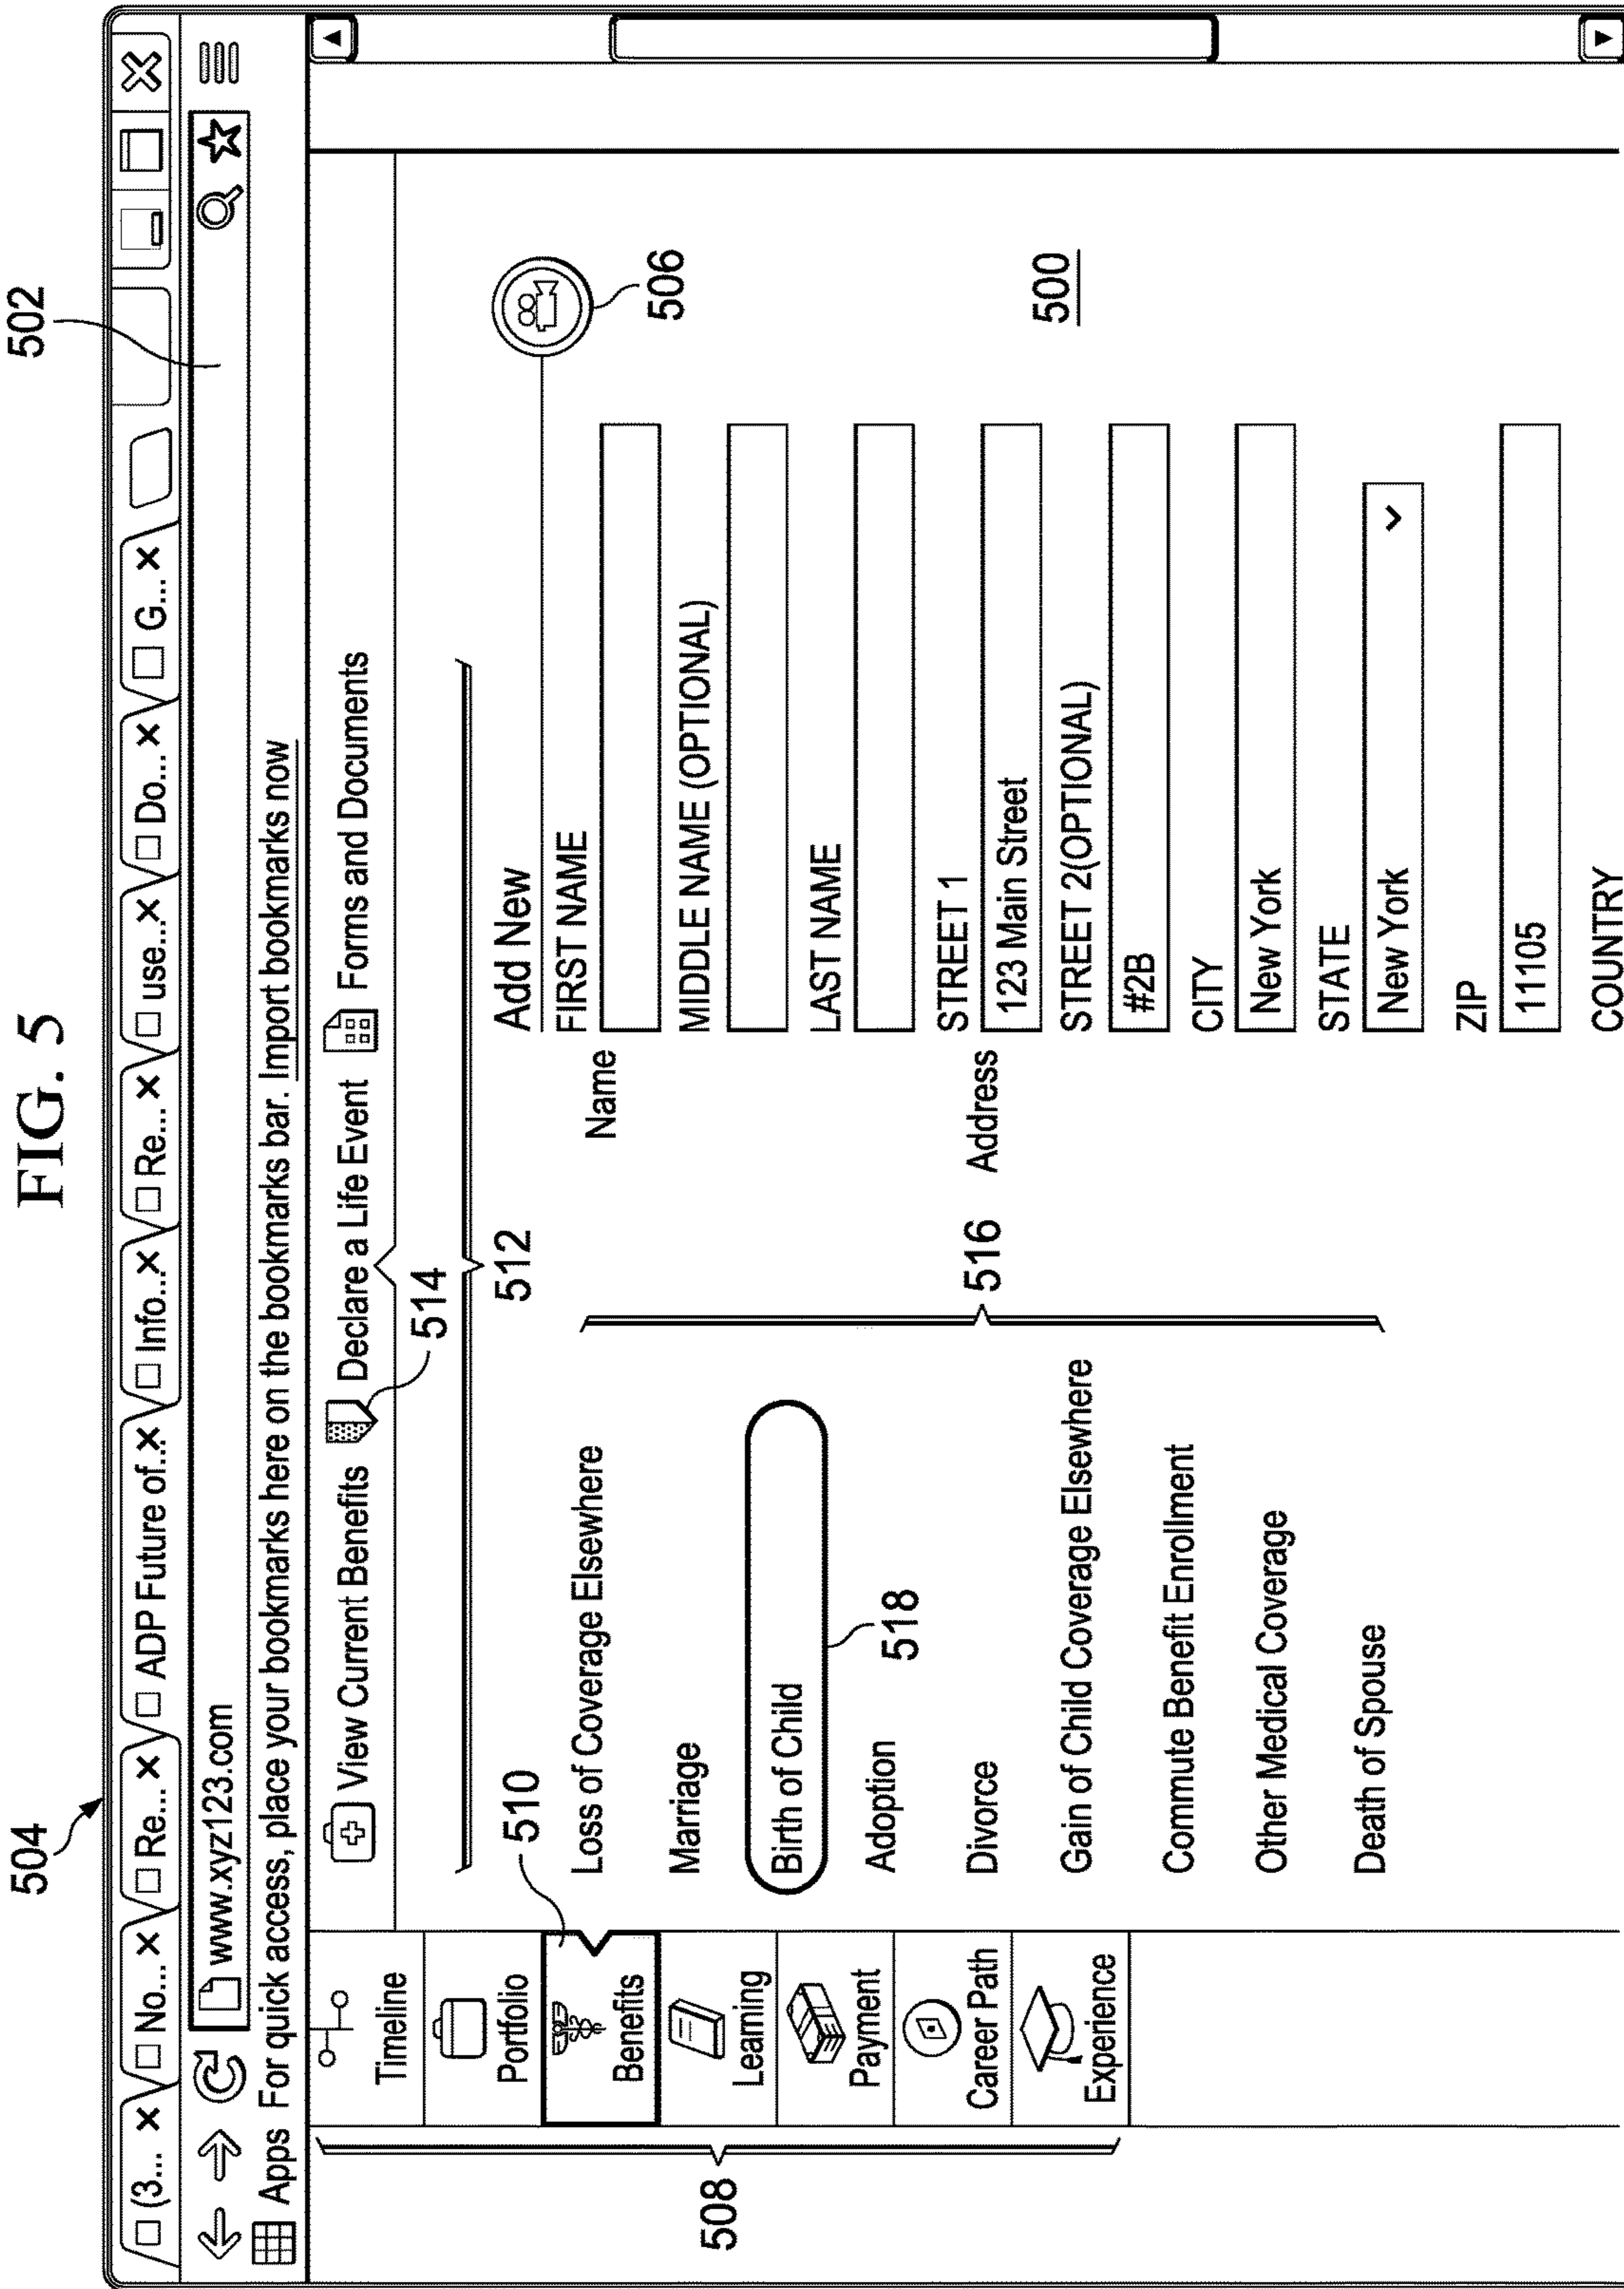 FIG. 5
504
502
(3...
No...
Re...
ADP Future of...
Info...
Re...
use...
Do...
G...
www.xyz123.com
Apps For quick access, place your bookmarks here on the bookmarks bar. Import bookmarks now
View Current Benefits
Declare a Life Event
Forms and Documents
514
512
508
Timeline
Portfolio
Benefits
Learning
Payment
Career Path
Experience
510
Loss of Coverage Elsewhere
Marriage
Birth of Child
518
Adoption
Divorce
Gain of Child Coverage Elsewhere
Commute Benefit Enrollment
Other Medical Coverage
Death of Spouse
516
Add New
506
Name
FIRST NAME
MIDDLE NAME (OPTIONAL)
LAST NAME
Address
STREET 1
123 Main Street
STREET 2(OPTIONAL)
#2B
CITY
New York
STATE
New York
ZIP
11105
COUNTRY
500